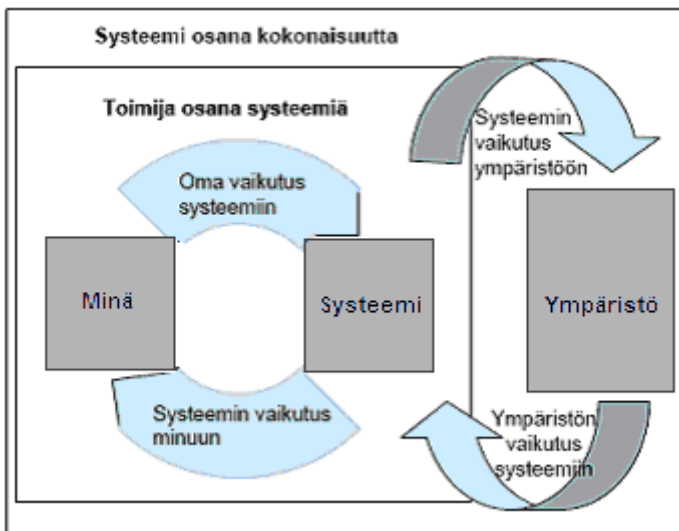 Systeemi osana kokonaisuutta
Toimija osana systeemiä
Oma vaikutus
systeemiin
Systeemin
vaikutus
ympäristöön
Minä
Systeemi
Ympäristö
Systeemin vaikutus
minuun
Ympäristön
vaikutus
systeemiin